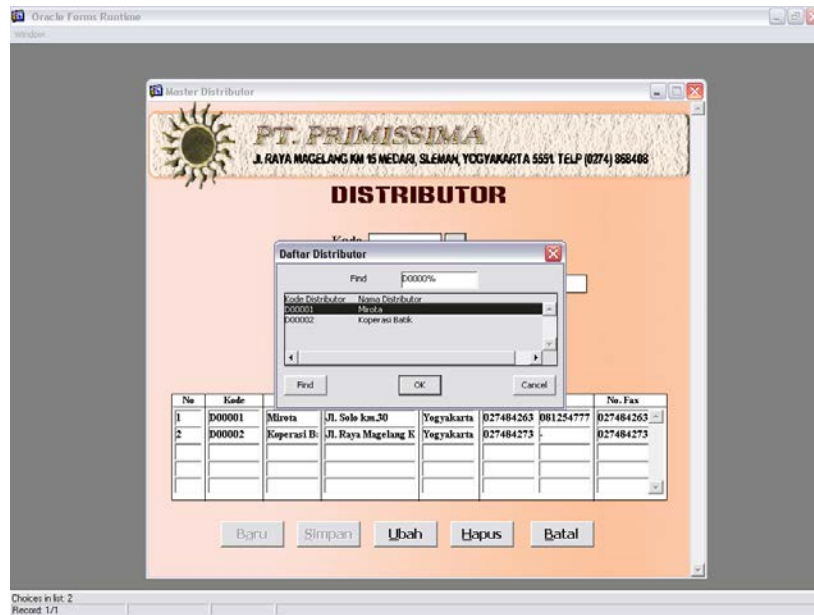 Oracle Forms Runtime
Window
Master Distributor
PT. PRIMISSIMA
JL. RAYA MAGELANG KM 15 MEDARI, SLEMAN, YOGYAKARTA 5551. TELP (0274) 868408
DISTRIBUTOR
Kode
Daftar Distributor
Find D0000%
Kode Distributor Nama Distributor
D00001 Mirota
D00002 Koperasi Batik
Find OK Cancel
No Kode No. Fax
1 D00001 Mirota Jl. Solo km.30 Yogyakarta 027484263 081254777 027484263
2 D00002 Koperasi Ba Jl. Raya Magelang K Yogyakarta 027484273 - 027484273
Baru Simpan Ubah Hapus Batal
Choices in list: 2
Record: 1/1